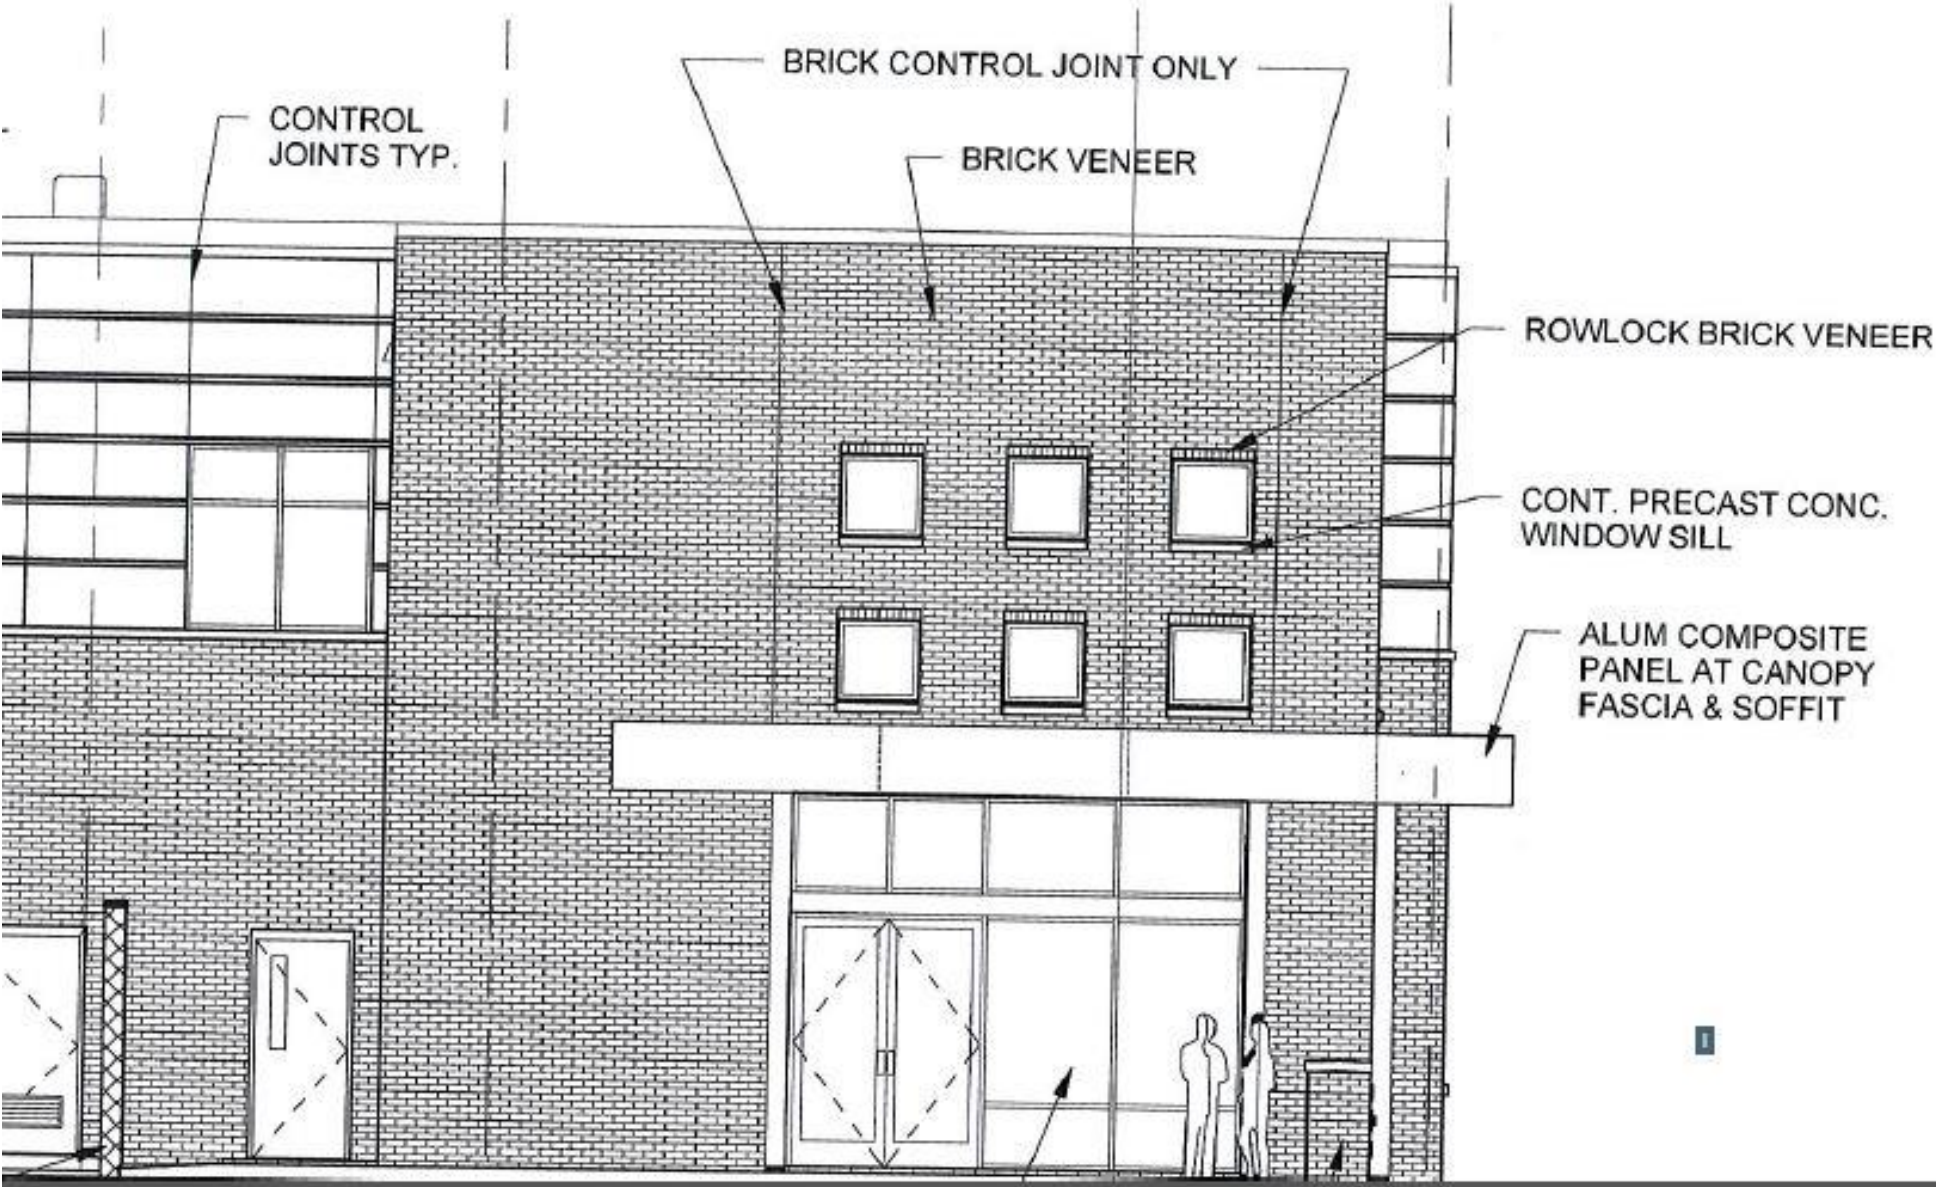 BRICK CONTROL JOINT ONLY
CONTROL
JOINTS TYP.
BRICK VENEER
ROWLOCK BRICK VENEER
CONT. PRECAST CONC.
WINDOW SILL
ALUM COMPOSITE
PANEL AT CANOPY
FASCIA & SOFFIT